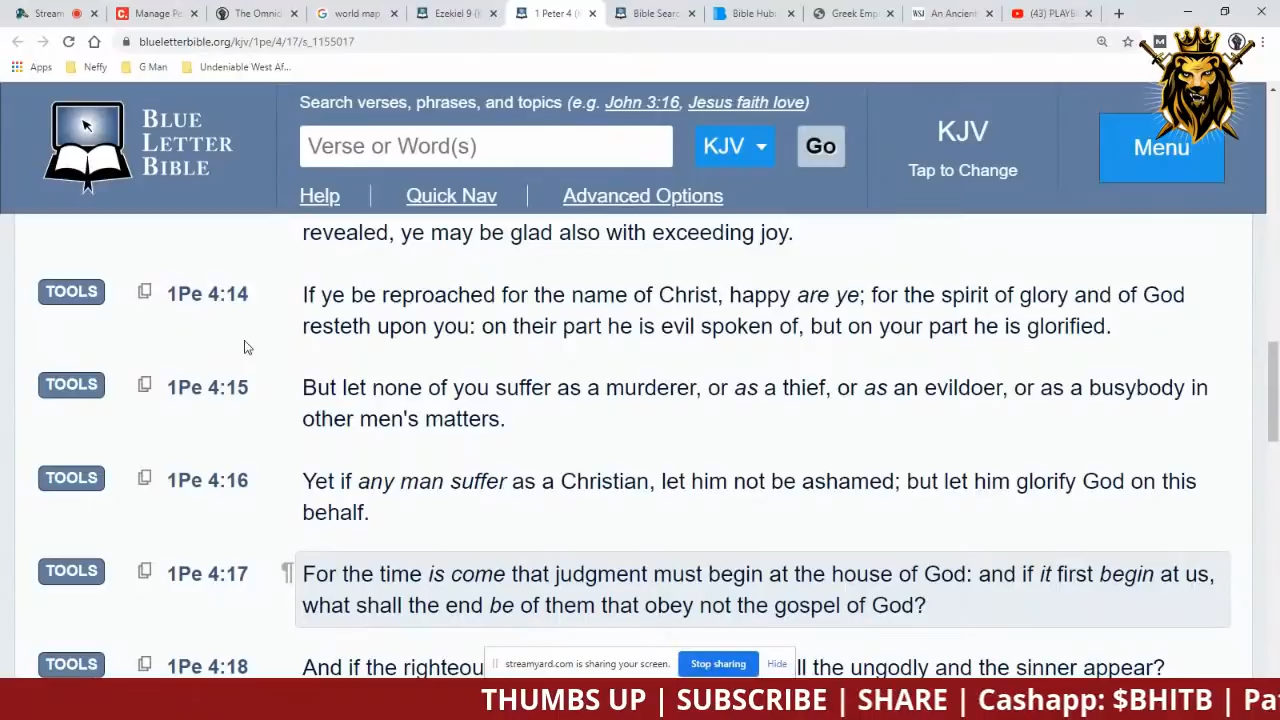 Stream
Manage Pe
The Omnic
world map
Ezekiel 9 (
1 Peter 4 (
Bible Sear
Bible Hub
Greek Emp
An Ancien
(43) PLAYE
blueletterbible.org/kjv/1pe/4/17/s_1155017
Apps
Neffy
G Man
Undeniable West Af...
BLUE
LETTER
BIBLE
Search verses, phrases, and topics (e.g. John 3:16, Jesus faith love)
Verse or Word(s)
KJV
Go
KJV
Tap to Change
Menu
Help
Quick Nav
Advanced Options
revealed, ye may be glad also with exceeding joy.
TOOLS 1Pe 4:14 If ye be reproached for the name of Christ, happy are ye; for the spirit of glory and of God
resteth upon you: on their part he is evil spoken of, but on your part he is glorified.
TOOLS 1Pe 4:15 But let none of you suffer as a murderer, or as a thief, or as an evildoer, or as a busybody in
other men's matters.
TOOLS 1Pe 4:16 Yet if any man suffer as a Christian, let him not be ashamed; but let him glorify God on this
behalf.
TOOLS 1Pe 4:17 ¶ For the time is come that judgment must begin at the house of God: and if it first begin at us,
what shall the end be of them that obey not the gospel of God?
TOOLS 1Pe 4:18 And if the righteou ll the ungodly and the sinner appear?
streamyard.com is sharing your screen. Stop sharing Hide
THUMBS UP | SUBSCRIBE | SHARE | Cashapp: $BHITB | Pa